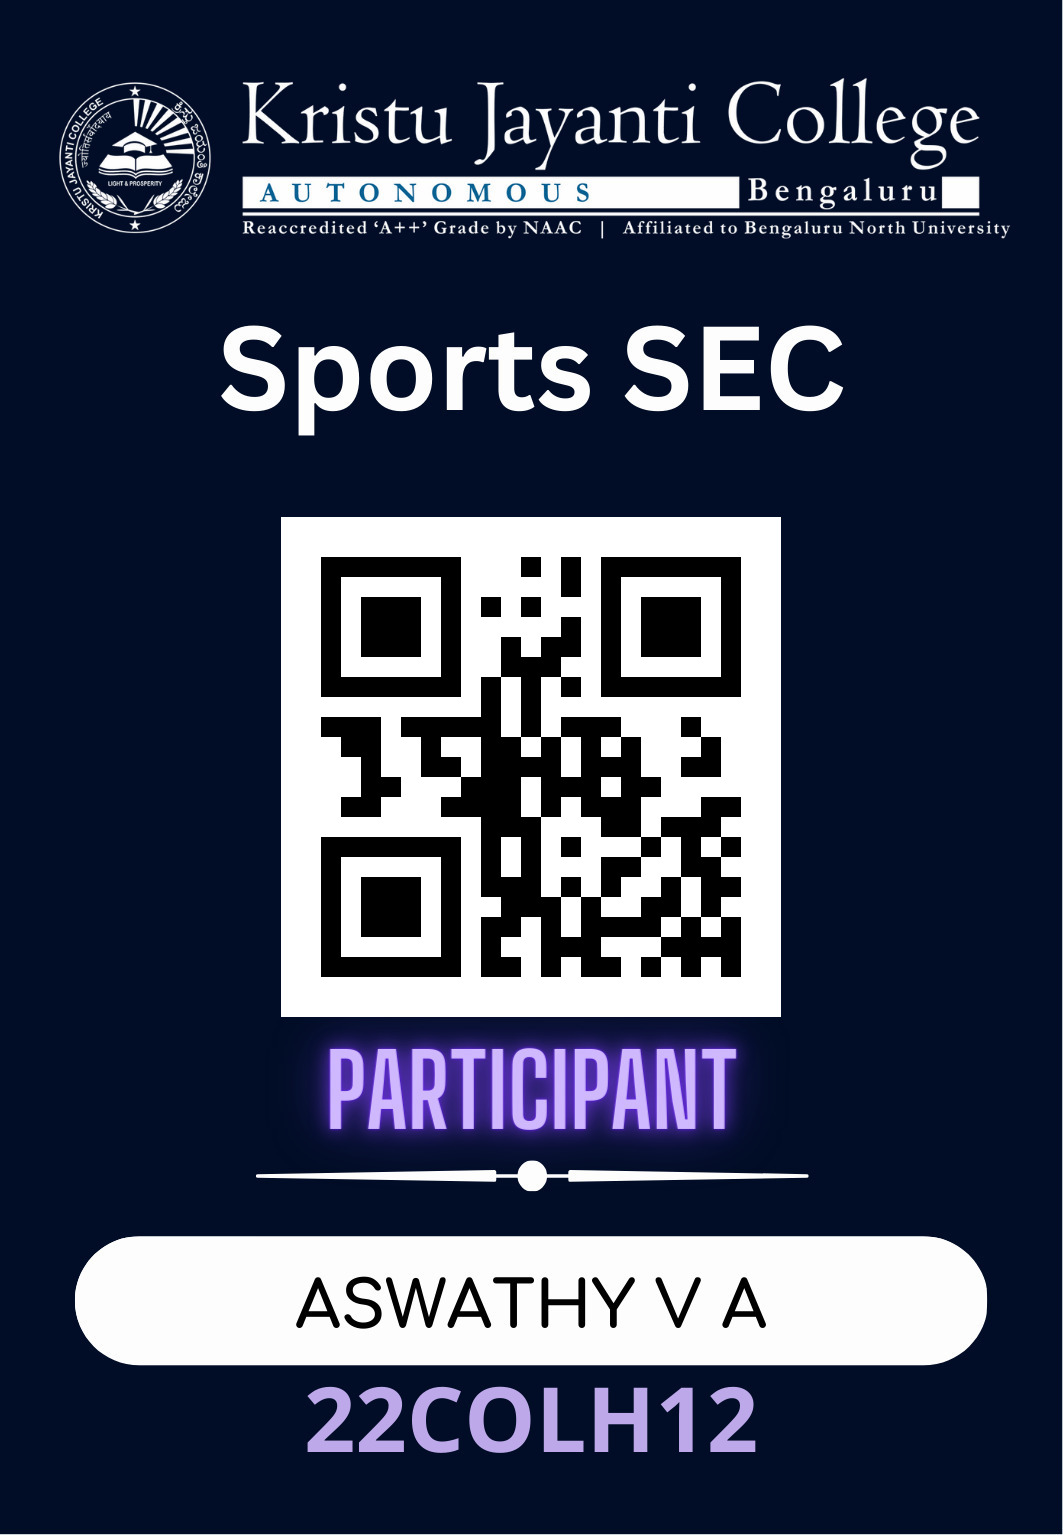 KRISTU JAYANTI COLLEGE
ಕ್ರಿಸ್ತು ಜಯಂತಿ ಕಾಲೇಜು
LIGHT & PROSPERITY
Kristu Jayanti College
AUTONOMOUS Bengaluru
Reaccredited ‘A++’ Grade by NAAC | Affiliated to Bengaluru North University
Sports SEC
PARTICIPANT
ASWATHY V A
22COLH12